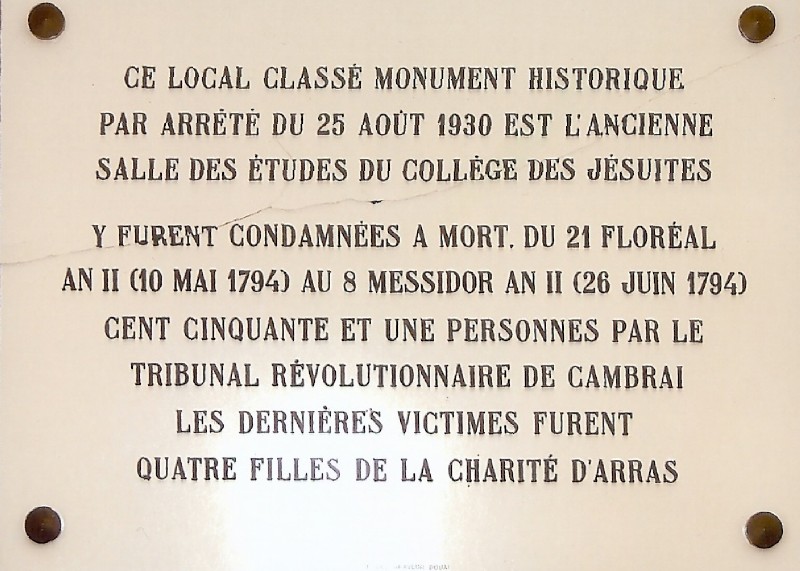 CE LOCAL CLASSÉ MONUMENT HISTORIQUE
PAR ARRÊTÉ DU 25 AOÛT 1930 EST L'ANCIENNE
SALLE DES ÉTUDES DU COLLÈGE DES JÉSUITES
Y FURENT CONDAMNÉES A MORT. DU 21 FLORÉAL
AN II (10 MAI 1794) AU 8 MESSIDOR AN II (26 JUIN 1794)
CENT CINQUANTE ET UNE PERSONNES PAR LE
TRIBUNAL RÉVOLUTIONNAIRE DE CAMBRAI
LES DERNIÈRES VICTIMES FURENT
QUATRE FILLES DE LA CHARITÉ D'ARRAS